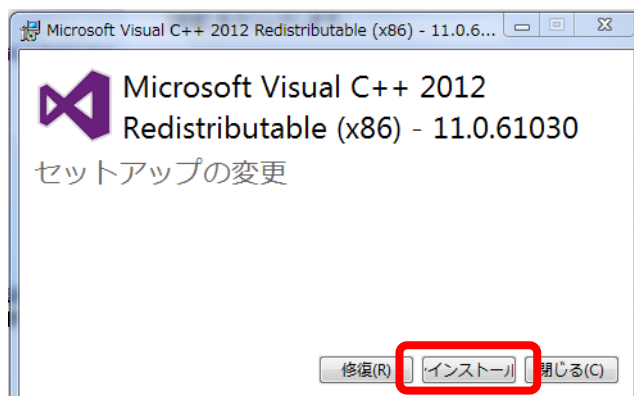 Microsoft Visual C++ 2012 Redistributable (x86) - 11.0.6...
Microsoft Visual C++ 2012
Redistributable (x86) - 11.0.61030
セットアップの変更
修復(R) インストール 閉じる(C)